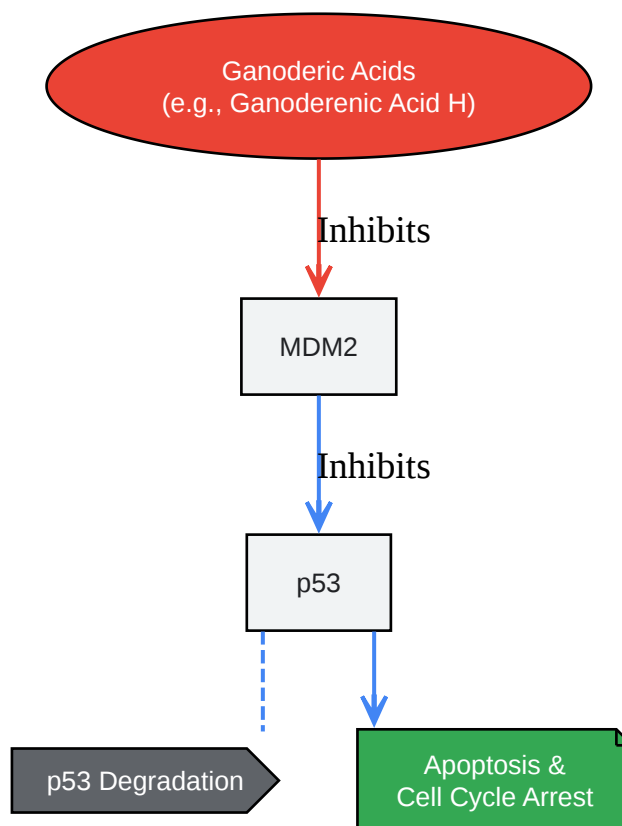 Ganoderic Acids
(e.g., Ganoderenic Acid H)
Inhibits
MDM2
Inhibits
p53
p53 Degradation
Apoptosis &
Cell Cycle Arrest